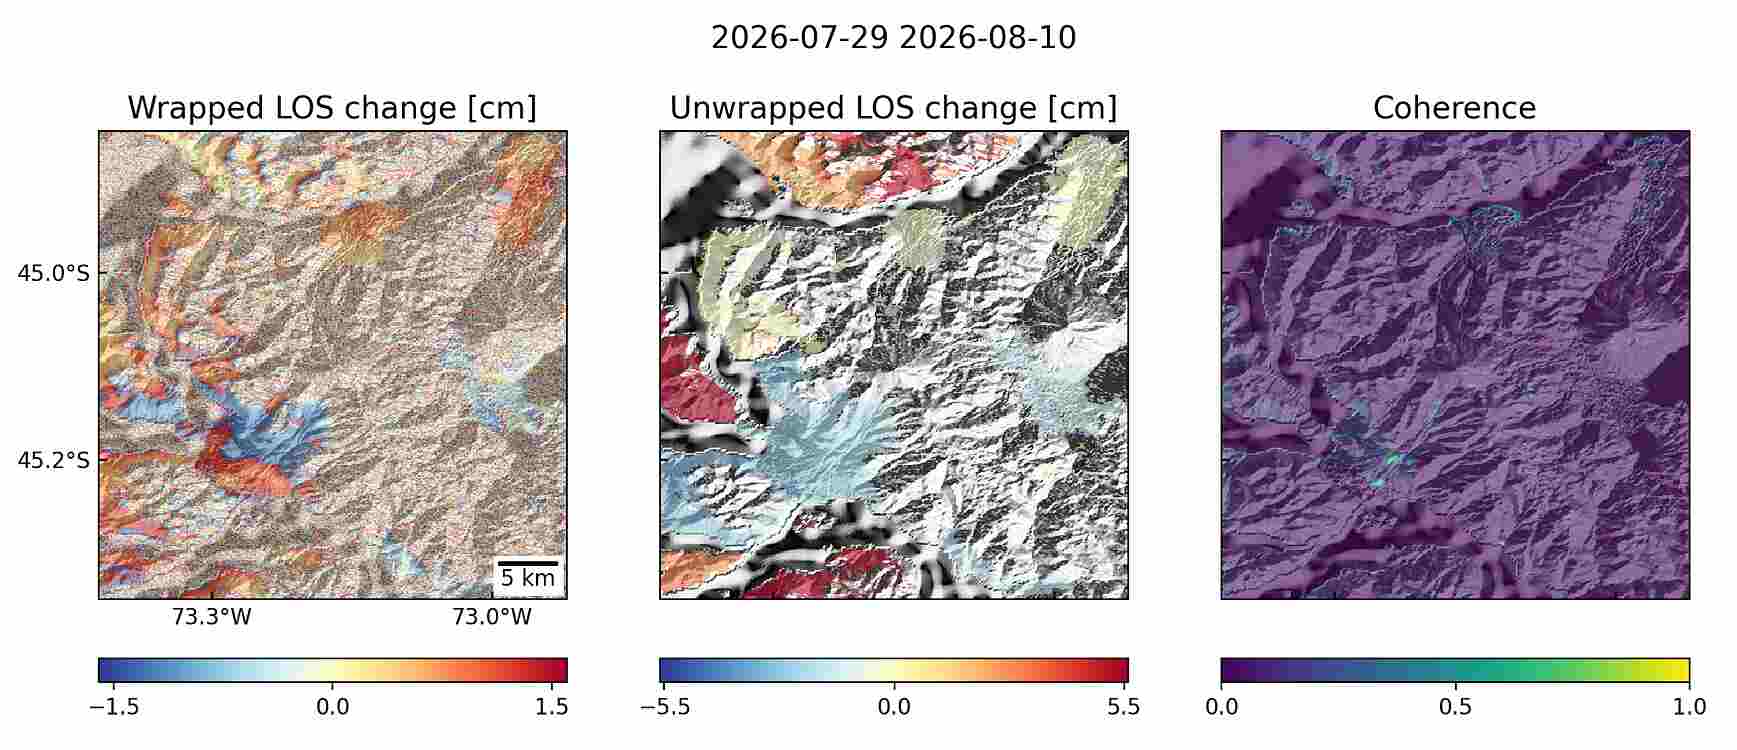 2026-07-29 2026-08-10
Wrapped LOS change [cm]
Unwrapped LOS change [cm]
Coherence
45.0°S
45.2°S
5 km
73.3°W
73.0°W
−1.5
0.0
1.5
−5.5
0.0
5.5
0.0
0.5
1.0